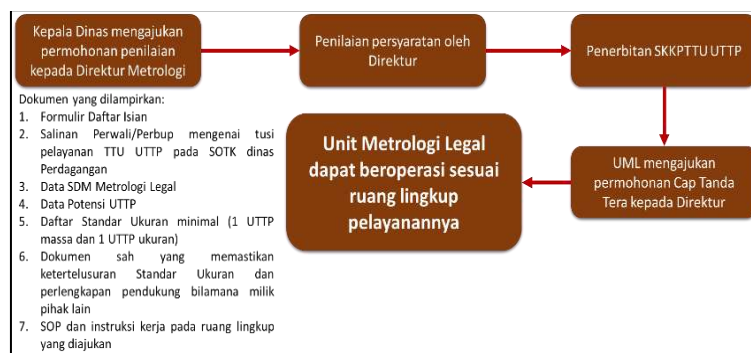 Kepala Dinas mengajukan
permohonan penilaian
kepada Direktur Metrologi
Penilaian persyaratan oleh
Direktur
Penerbitan SKKPTTU UTTP
Dokumen yang dilampirkan:
1. Formulir Daftar Isian
2. Salinan Perwali/Perbup mengenai tusi
pelayanan TTU UTTP pada SOTK dinas
Perdagangan
3. Data SDM Metrologi Legal
4. Data Potensi UTTP
5. Daftar Standar Ukuran minimal (1 UTTP
massa dan 1 UTTP ukuran)
6. Dokumen sah yang memastikan
ketertelusuran Standar Ukuran dan
perlengkapan pendukung bilamana milik
pihak lain
7. SOP dan instruksi kerja pada ruang lingkup
yang diajukan
UML mengajukan
permohonan Cap Tanda
Tera kepada Direktur
Unit Metrologi Legal
dapat beroperasi sesuai
ruang lingkup
pelayanannya